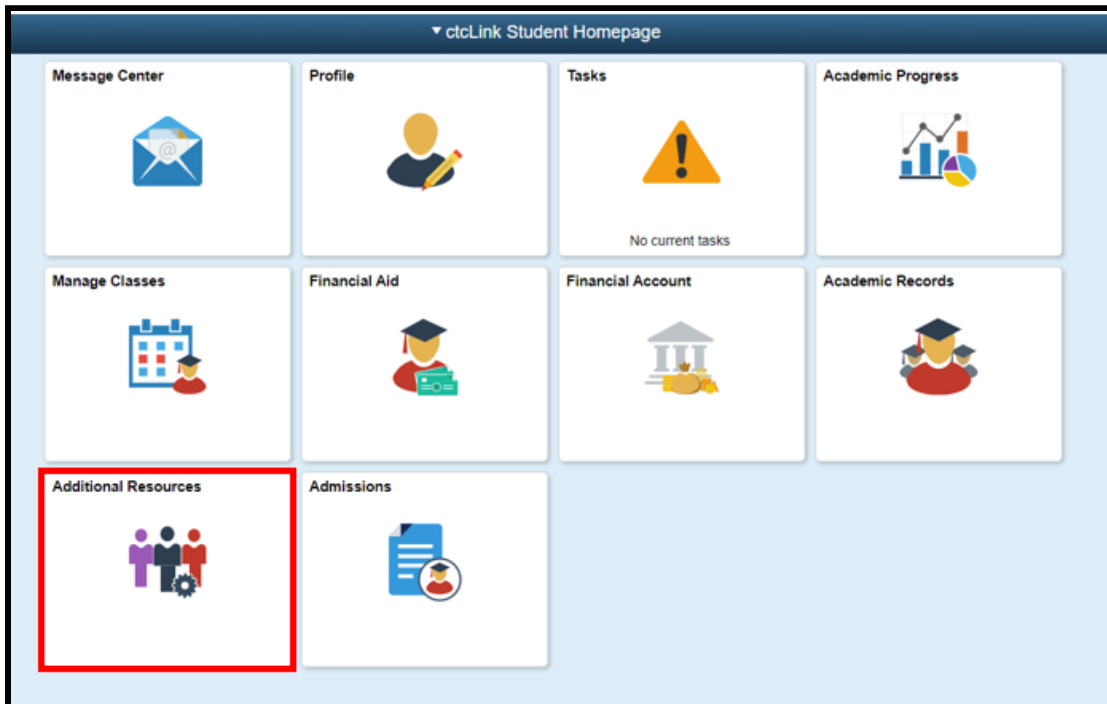 ctcLink Student Homepage
Message Center
Profile
Tasks
Academic Progress
@
No current tasks
Manage Classes
Financial Aid
Financial Account
Academic Records
Additional Resources
Admissions